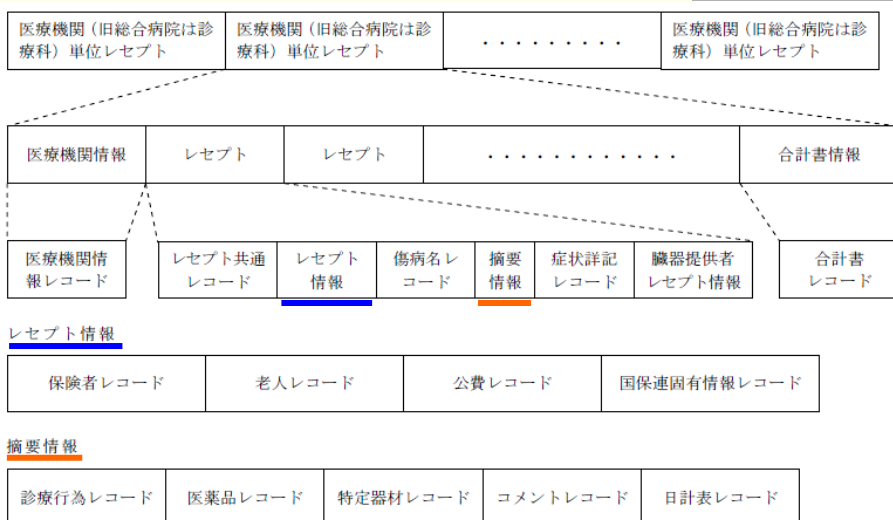 医療機関（旧総合病院は診
療科）単位レセプト
医療機関（旧総合病院は診
療科）単位レセプト
・・・・・・・・・
医療機関（旧総合病院は診
療科）単位レセプト
医療機関情報
レセプト
レセプト
・・・・・・・・・・・・
合計書情報
医療機関情
報レコード
レセプト共通
レコード
レセプト
情報
傷病名レ
コード
摘要
情報
症状詳記
レコード
臓器提供者
レセプト情報
合計書
レコード
レセプト情報
保険者レコード
老人レコード
公費レコード
国保連固有情報レコード
摘要情報
診療行為レコード
医薬品レコード
特定器材レコード
コメントレコード
日計表レコード